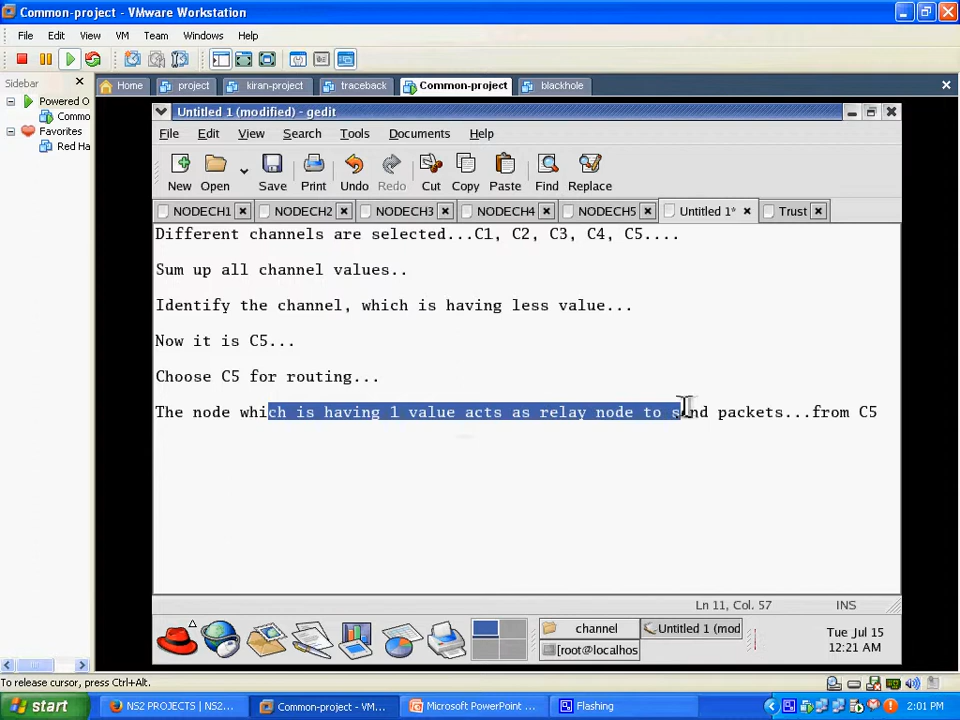 Common-project - VMware Workstation
File Edit View VM Team Windows Help
Sidebar
Powered O
Commo
Favorites
Red Ha
Home project kiran-project traceback Common-project blackhole
Untitled 1 (modified) - gedit
File Edit View Search Tools Documents Help
New Open Save Print Undo Redo Cut Copy Paste Find Replace
NODECH1 NODECH2 NODECH3 NODECH4 NODECH5 Untitled 1* Trust
Different channels are selected...C1, C2, C3, C4, C5....
Sum up all channel values..
Identify the channel, which is having less value...
Now it is C5...
Choose C5 for routing...
The node which is having 1 value acts as relay node to send packets...from C5
Ln 11, Col. 57 INS
channel Untitled 1 (mod
[root@localhos
Tue Jul 15
12:21 AM
To release cursor, press Ctrl+Alt.
start NS2 PROJECTS | NS2... Common-project - VM... Microsoft PowerPoint ... Flashing 2:01 PM